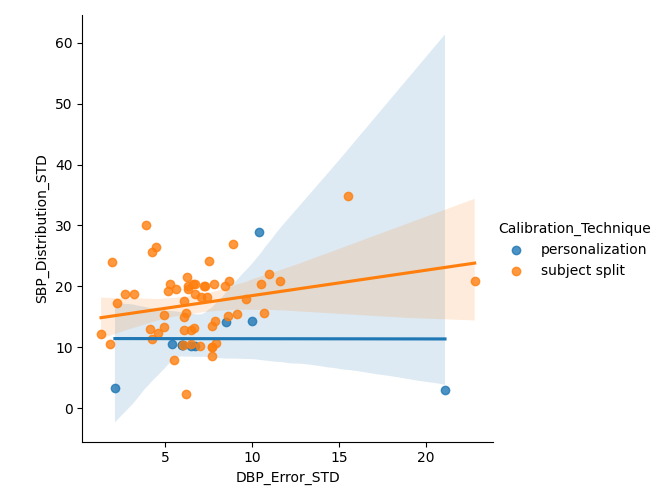 60
50
40
30
20
10
0
SBP_Distribution_STD
5
10
15
20
DBP_Error_STD
Calibration_Technique
personalization
subject split